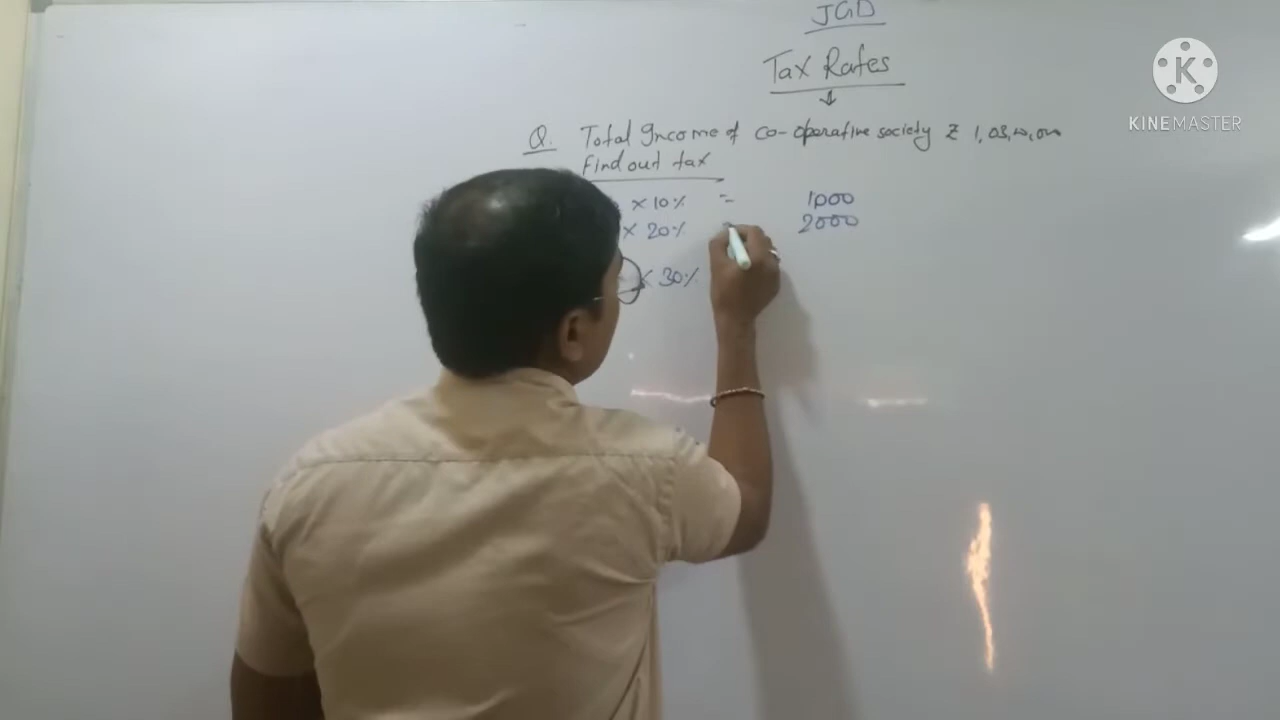 JGD
Tax Rates
KINEMASTER
Q. Total Income of co-operative society ₹ 1,03,00,000
Find out tax
× 10% = 1000
× 20% = 2000
× 30%